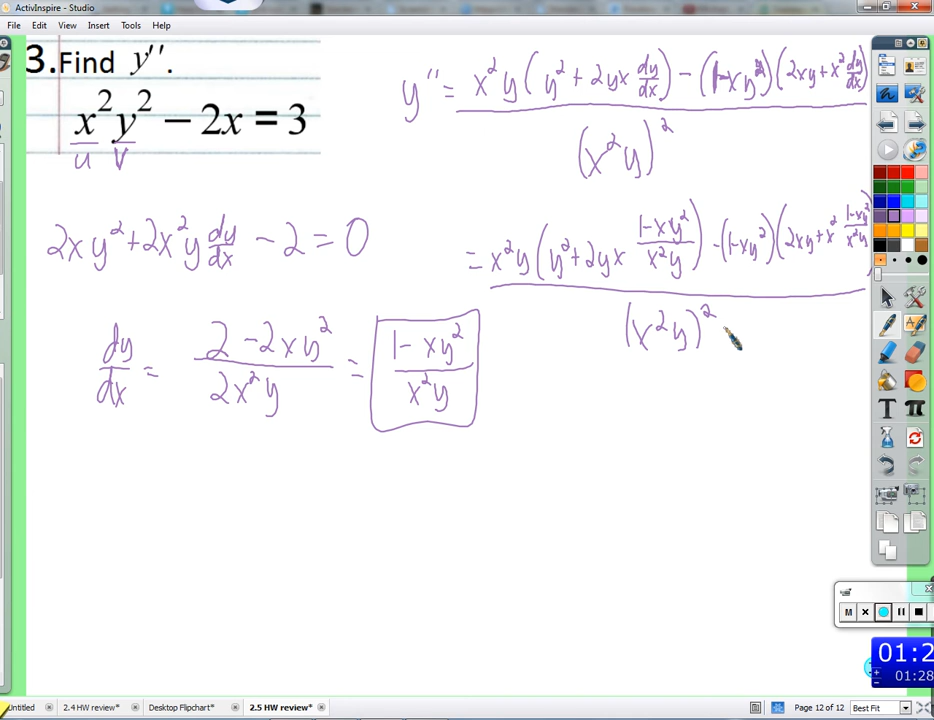 ActivInspire - Studio
File Edit View Insert Tools Help
3. Find y''.
x²y² − 2x = 3
u v
2xy² + 2x²y dy/dx − 2 = 0
dy/dx = (2 − 2xy²)/(2x²y) = (1 − xy²)/(x²y)
y'' = x²y(y² + 2yx dy/dx) − (1−xy²)(2xy + x² dy/dx)
(x²y)²
= x²y(y² + 2yx (1−xy²)/(x²y)) − (1−xy²)(2xy + x² (1−xy²)/(x²y))
(x²y)²
M
01:2
01:28
Untitled 2.4 HW review* Desktop Flipchart* 2.5 HW review* Page 12 of 12 Best Fit